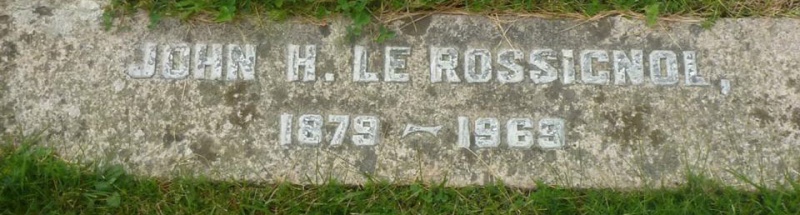 JOHN H. LE ROSSIGNOL,
1879 ~ 1969